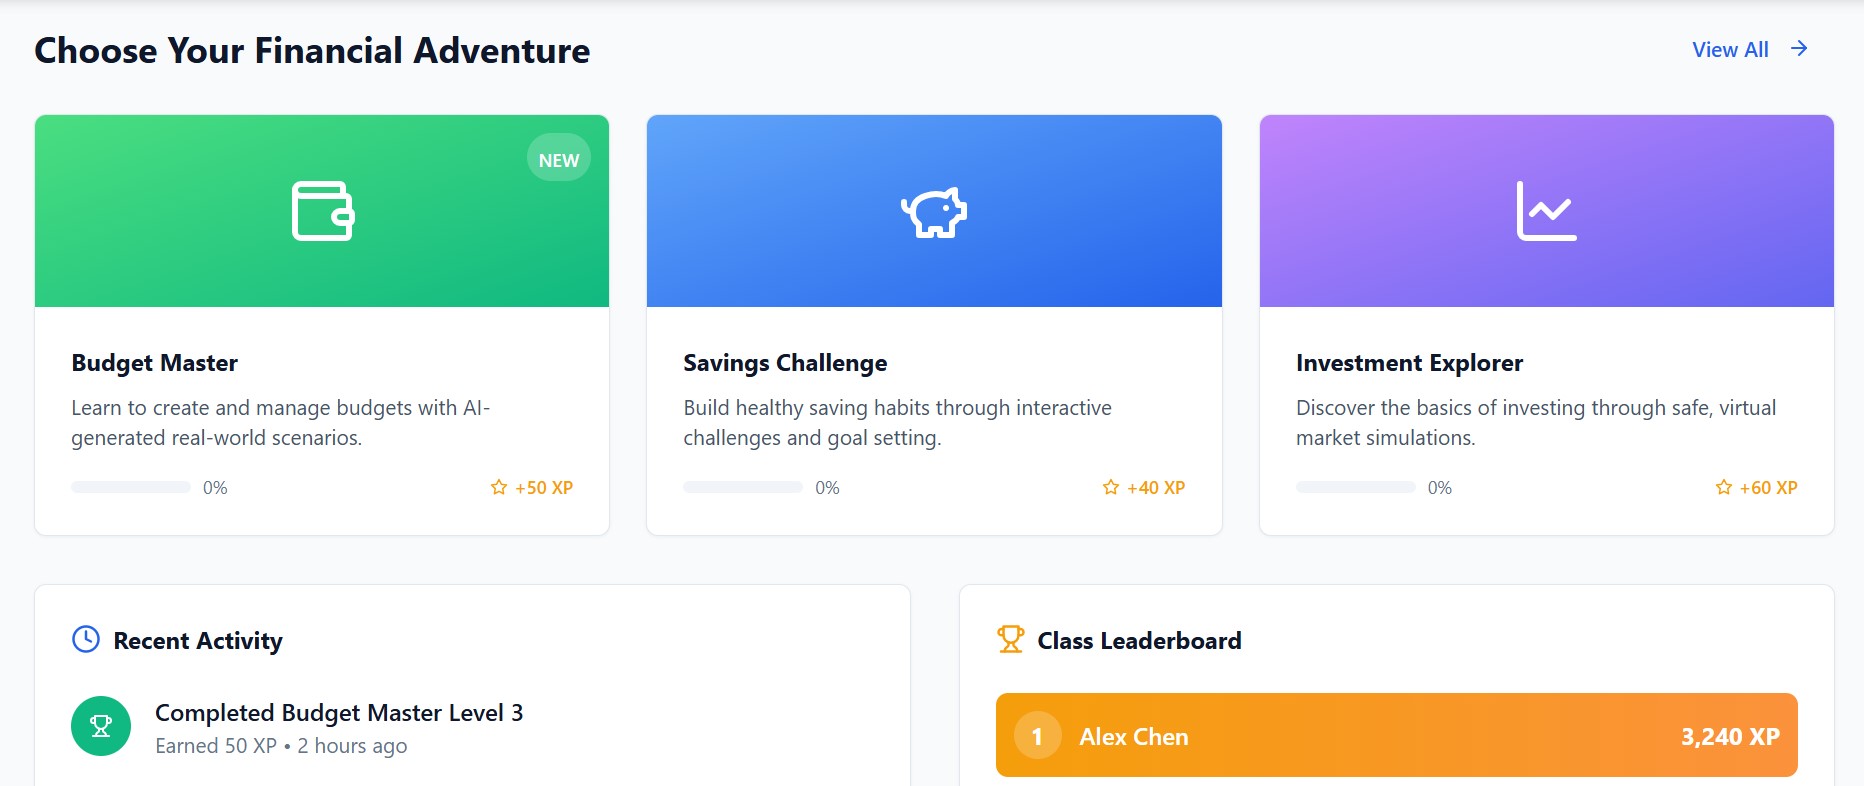 Choose Your Financial Adventure
View All
NEW
Budget Master
Learn to create and manage budgets with AI-
generated real-world scenarios.
0%
+50 XP
Savings Challenge
Build healthy saving habits through interactive
challenges and goal setting.
0%
+40 XP
Investment Explorer
Discover the basics of investing through safe, virtual
market simulations.
0%
+60 XP
Recent Activity
Completed Budget Master Level 3
Earned 50 XP • 2 hours ago
Class Leaderboard
1
Alex Chen
3,240 XP